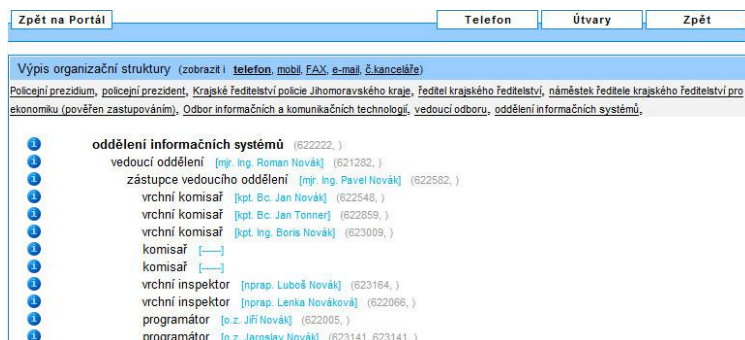 Zpět na Portál
Telefon
Útvary
Zpět
Výpis organizační struktury (zobrazit i telefon, mobil, FAX, e-mail, č.kanceláře)
Policejní prezidium, policejní prezident, Krajské ředitelství policie Jihomoravského kraje, ředitel krajského ředitelství, náměstek ředitele krajského ředitelství pro
ekonomiku (pověřen zastupováním), Odbor informačních a komunikačních technologií, vedoucí odboru, oddělení informačních systémů,
oddělení informačních systémů (622222, )
vedoucí oddělení [mjr. Ing. Roman Novák] (621282, )
zástupce vedoucího oddělení [mjr. Ing. Pavel Novák] (622582, )
vrchní komisař [kpt. Bc. Jan Novák] (622548, )
vrchní komisař [kpt. Bc. Jan Tonner] (622859, )
vrchní komisař [kpt. Ing. Boris Novák] (623009, )
komisař [-----]
komisař [-----]
vrchní inspektor [nprap. Luboš Novák] (623164, )
vrchní inspektor [nprap. Lenka Nováková] (622066, )
programátor [o.z. Jiří Novák] (622005, )
programátor [o.z. Jaroslav Novák] (623141, 623141, )